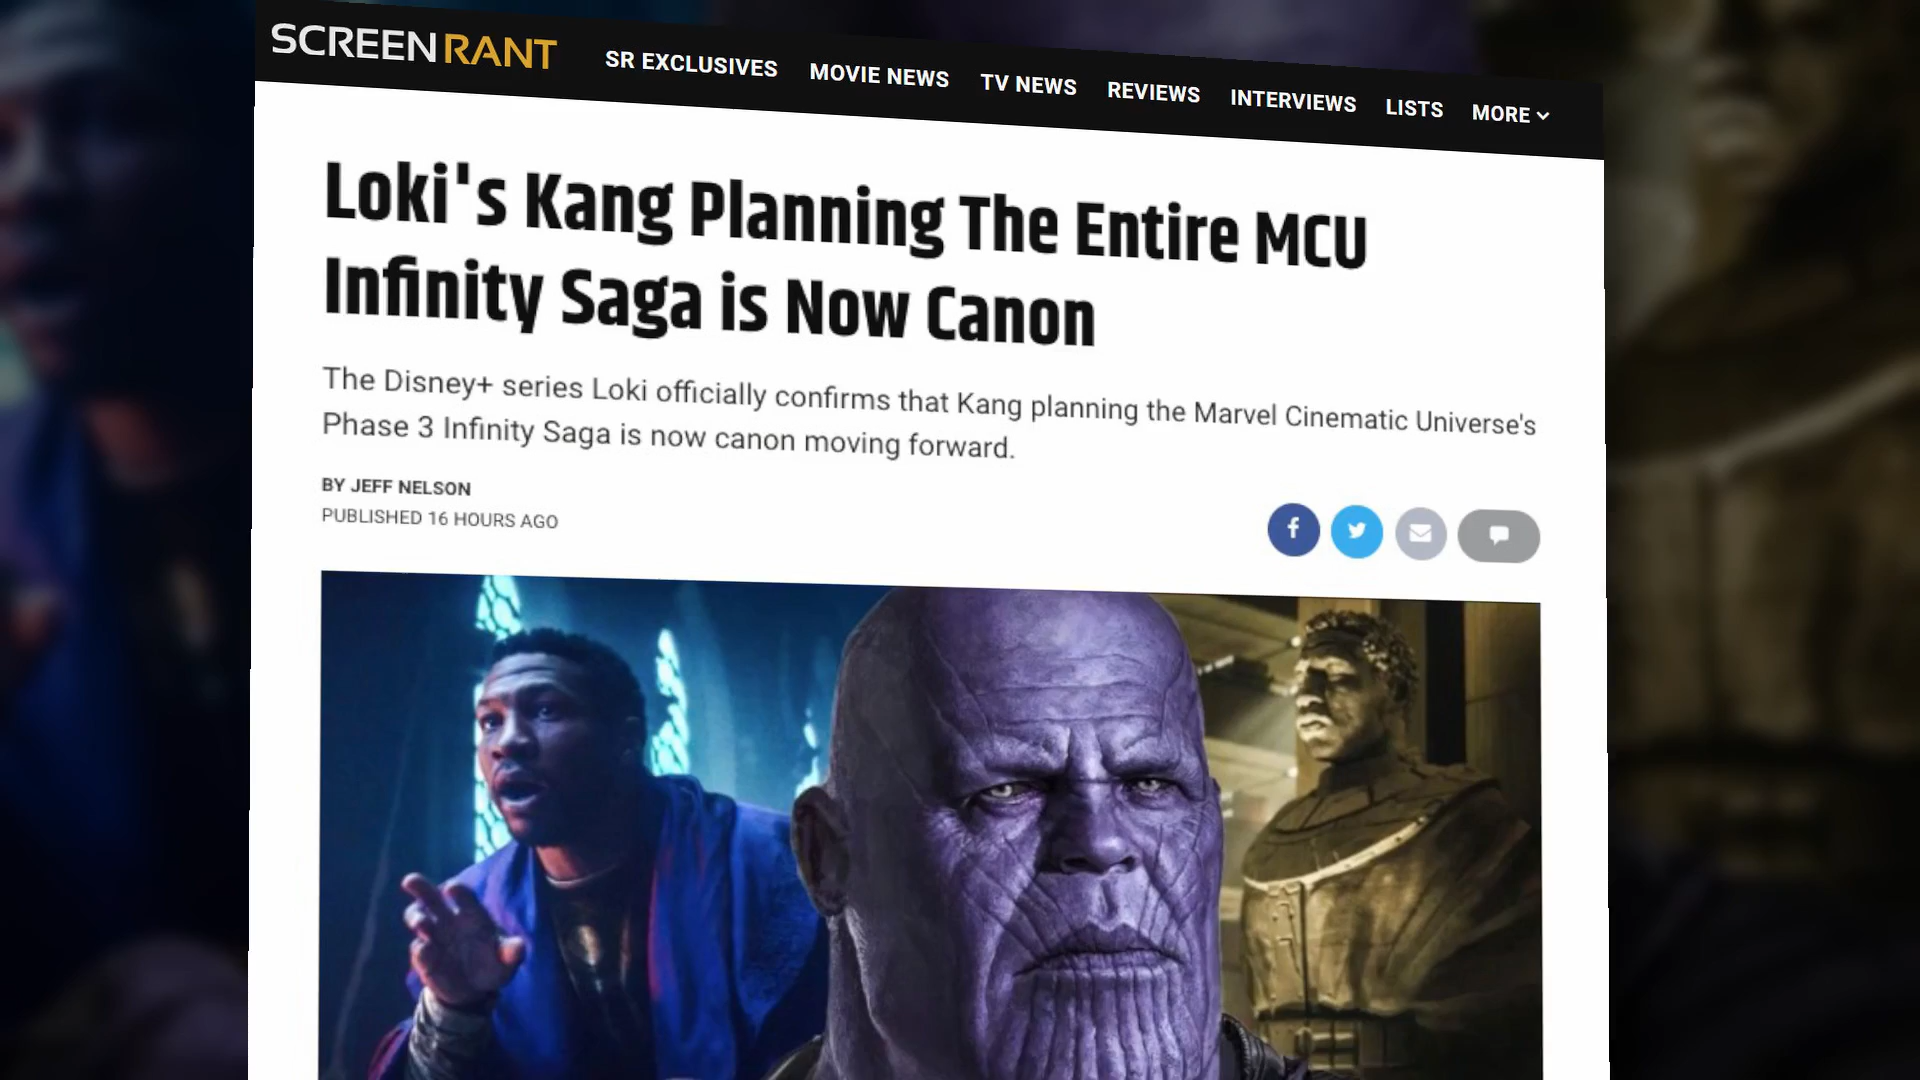 SCREENRANT
SR EXCLUSIVES MOVIE NEWS TV NEWS REVIEWS INTERVIEWS LISTS MORE
Loki's Kang Planning The Entire MCU
Infinity Saga is Now Canon
The Disney+ series Loki officially confirms that Kang planning the Marvel Cinematic Universe's
Phase 3 Infinity Saga is now canon moving forward.
BY JEFF NELSON
PUBLISHED 16 HOURS AGO